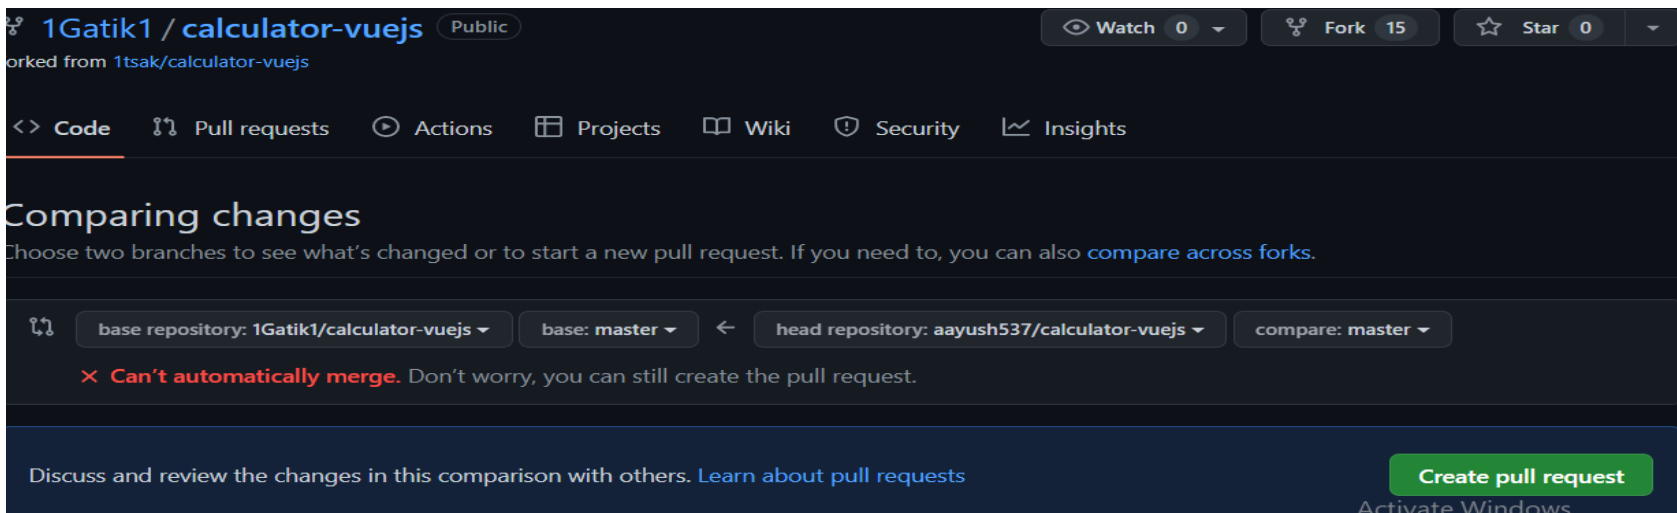 1Gatik1 / calculator-vuejs Public Watch 0 Fork 15 Star 0
orked from 1tsak/calculator-vuejs
Code Pull requests Actions Projects Wiki Security Insights
Comparing changes
Choose two branches to see what's changed or to start a new pull request. If you need to, you can also compare across forks.
base repository: 1Gatik1/calculator-vuejs base: master ← head repository: aayush537/calculator-vuejs compare: master
× Can't automatically merge. Don't worry, you can still create the pull request.
Discuss and review the changes in this comparison with others. Learn about pull requests Create pull request
Activate Windows